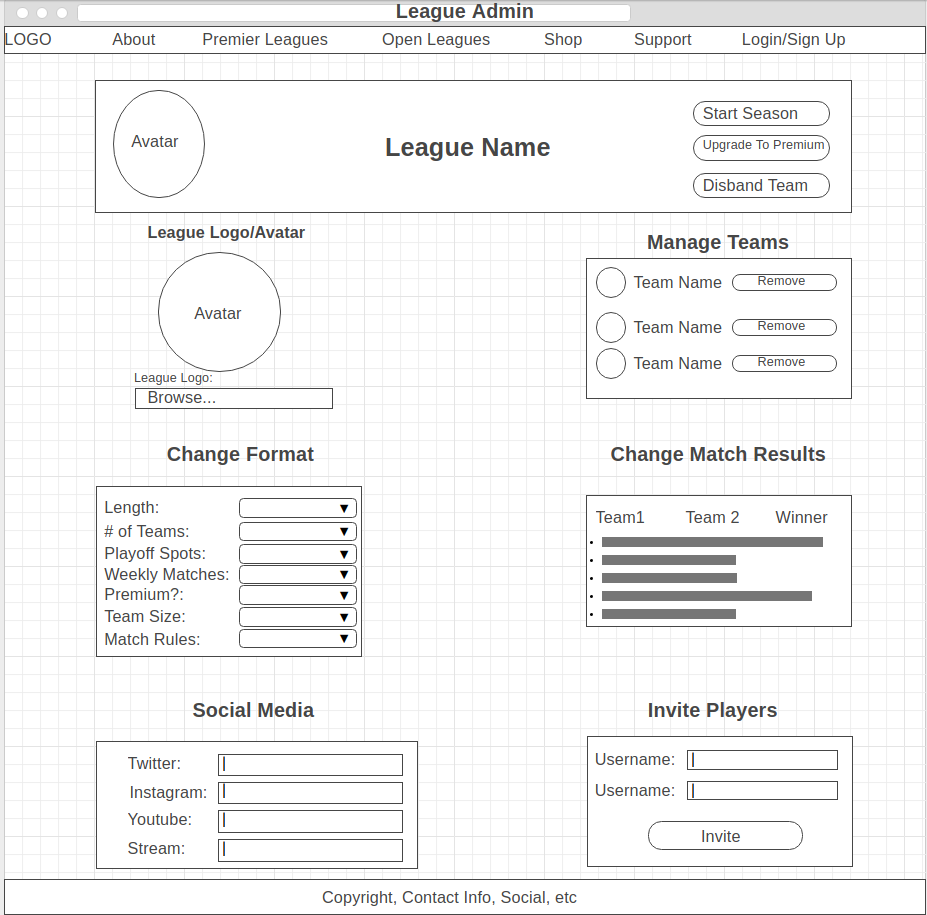 League Admin
LOGO About Premier Leagues Open Leagues Shop Support Login/Sign Up
Avatar
League Name
Start Season
Upgrade To Premium
Disband Team
League Logo/Avatar
Avatar
League Logo:
Browse...
Manage Teams
Team Name Remove
Team Name Remove
Team Name Remove
Change Format
Length:
# of Teams:
Playoff Spots:
Weekly Matches:
Premium?:
Team Size:
Match Rules:
Change Match Results
Team1 Team 2 Winner
Social Media
Twitter:
Instagram:
Youtube:
Stream:
Invite Players
Username:
Username:
Invite
Copyright, Contact Info, Social, etc